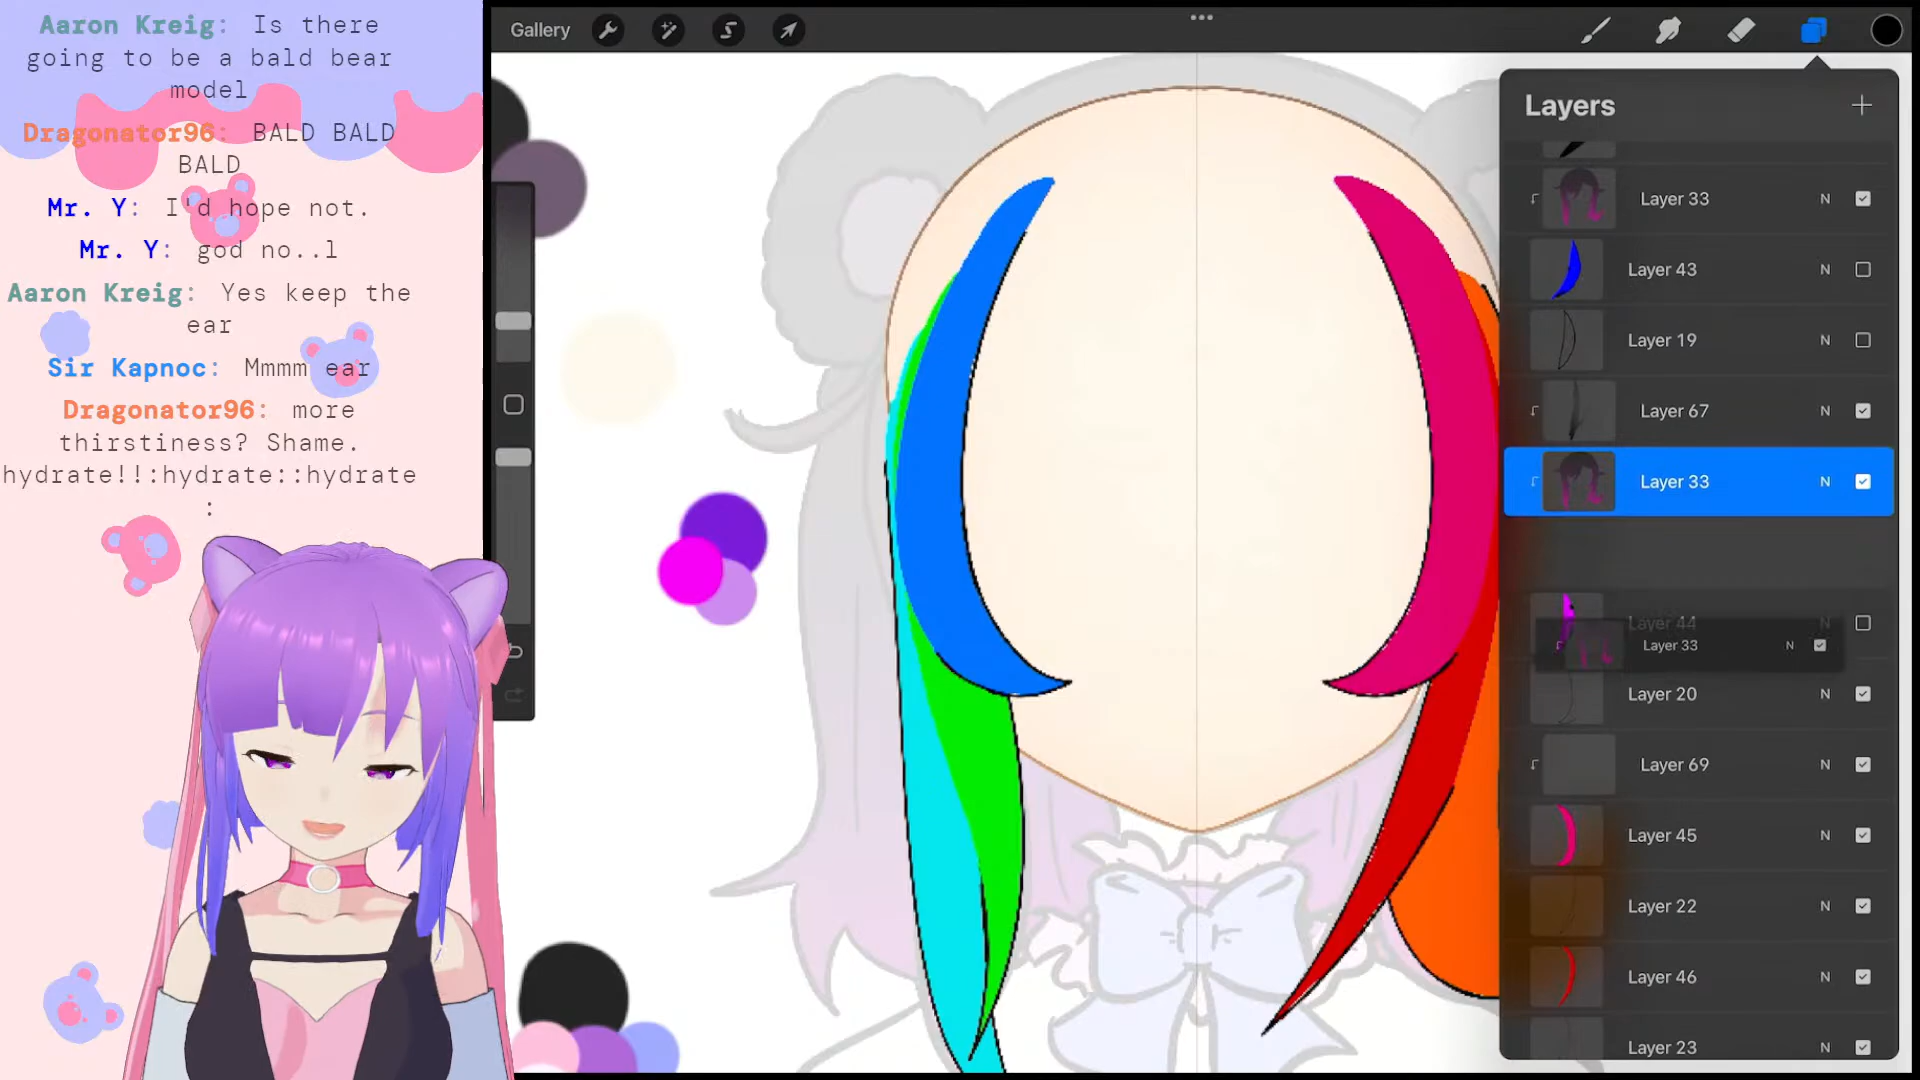 Aaron Kreig: Is there
going to be a bald bear
model
Dragonator96: BALD BALD
BALD
Mr. Y: I'd hope not.
Mr. Y: god no..l
Aaron Kreig: Yes keep the
ear
Sir Kapnoc: Mmmm ear
Dragonator96: more
thirstiness? Shame.
hydrate!!:hydrate::hydrate
:
Gallery
Layers
Layer 33 N
Layer 43 N
Layer 19 N
Layer 67 N
Layer 33 N
Layer 44 N
Layer 33 N
Layer 20 N
Layer 69 N
Layer 45 N
Layer 22 N
Layer 46 N
Layer 23 N